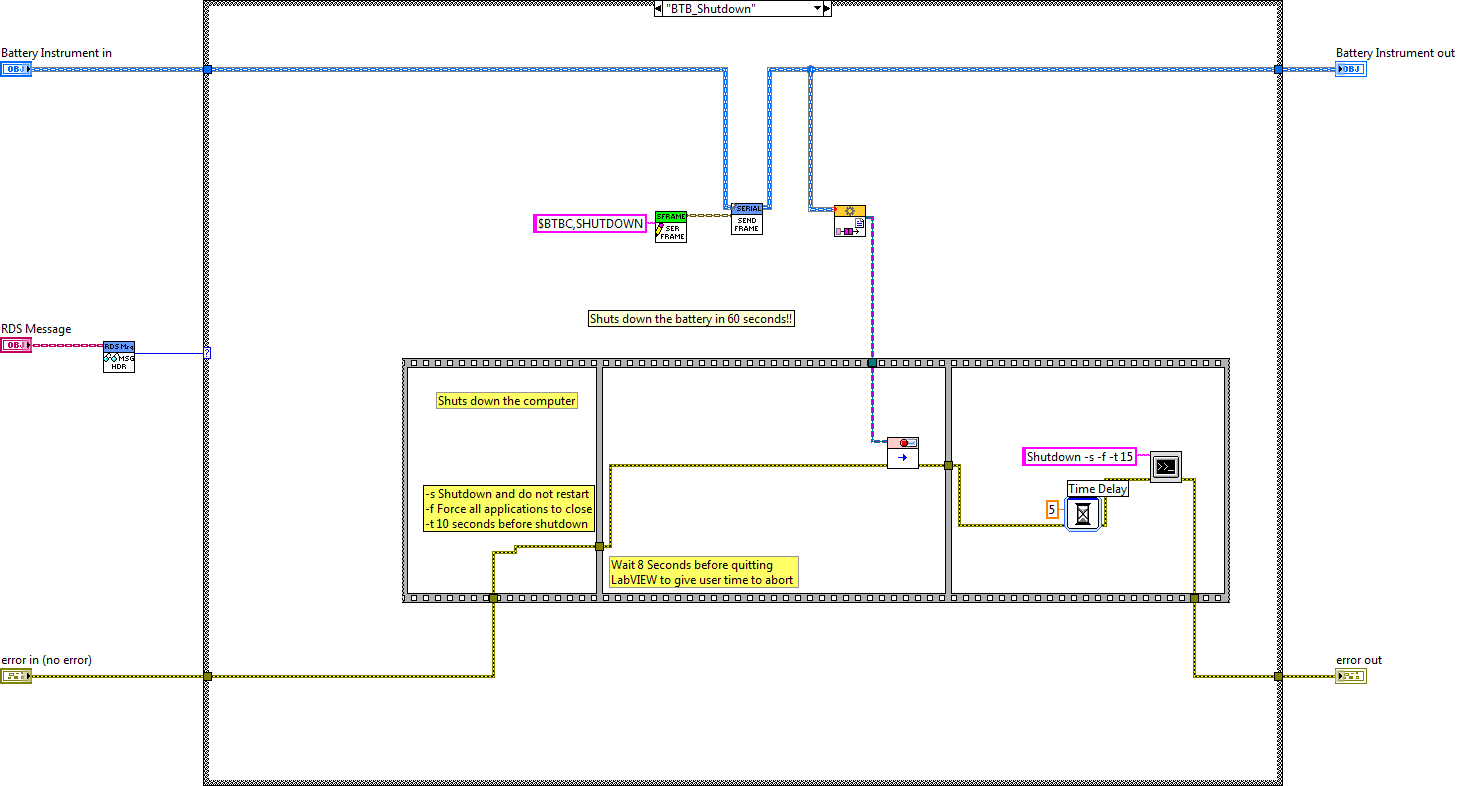 "BTB_Shutdown"
Battery Instrument in
Battery Instrument out
OBJ
OBJ
$BTBC,SHUTDOWN
SFRAME
SER
FRAME
SERIAL
SEND
FRAME
Shuts down the battery in 60 seconds!!
RDS Message
OBJ
RDS Msg
MSG
HDR
?
Shuts down the computer
Shutdown -s -f -t 15
-s Shutdown and do not restart
-f Force all applications to close
-t 10 seconds before shutdown
Time Delay
5
Wait 8 Seconds before quitting
LabVIEW to give user time to abort
error in (no error)
error out